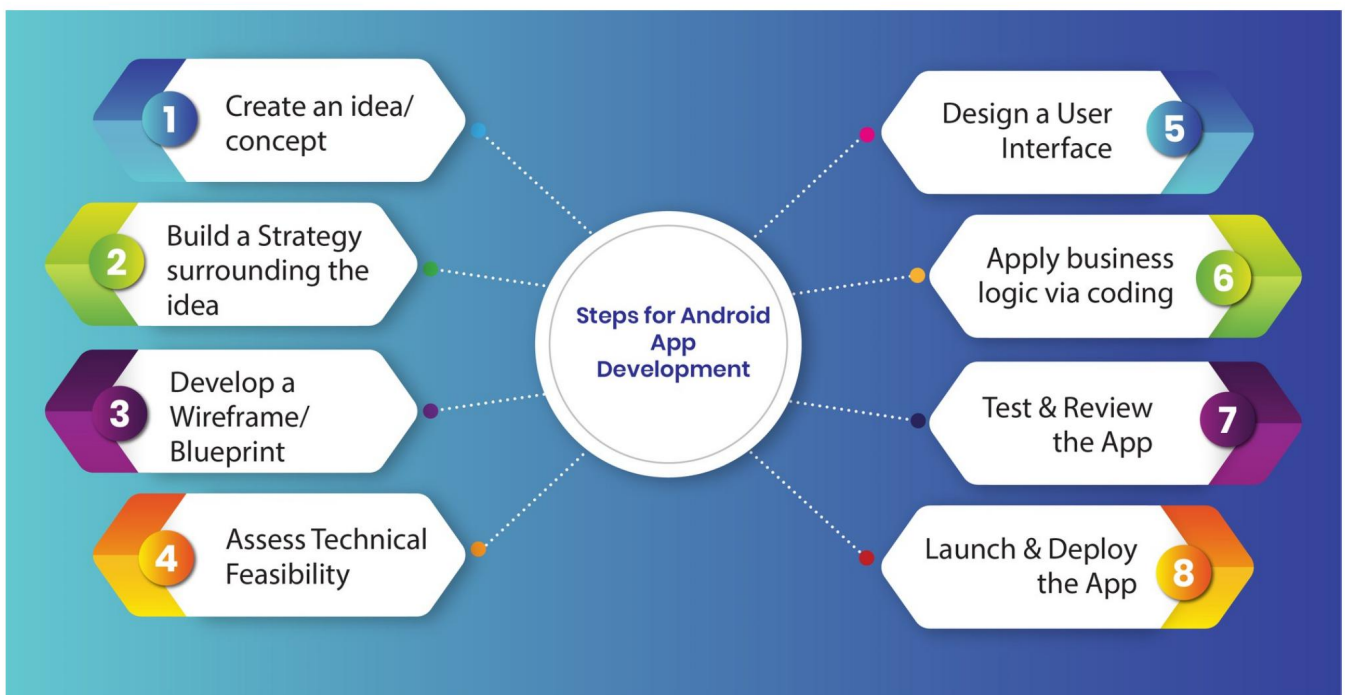 Steps for Android
App
Development
1
Create an idea/
concept
2
Build a Strategy
surrounding the
idea
3
Develop a
Wireframe/
Blueprint
4
Assess Technical
Feasibility
Design a User
Interface
5
Apply business
logic via coding
6
Test & Review
the App
7
Launch & Deploy
the App
8